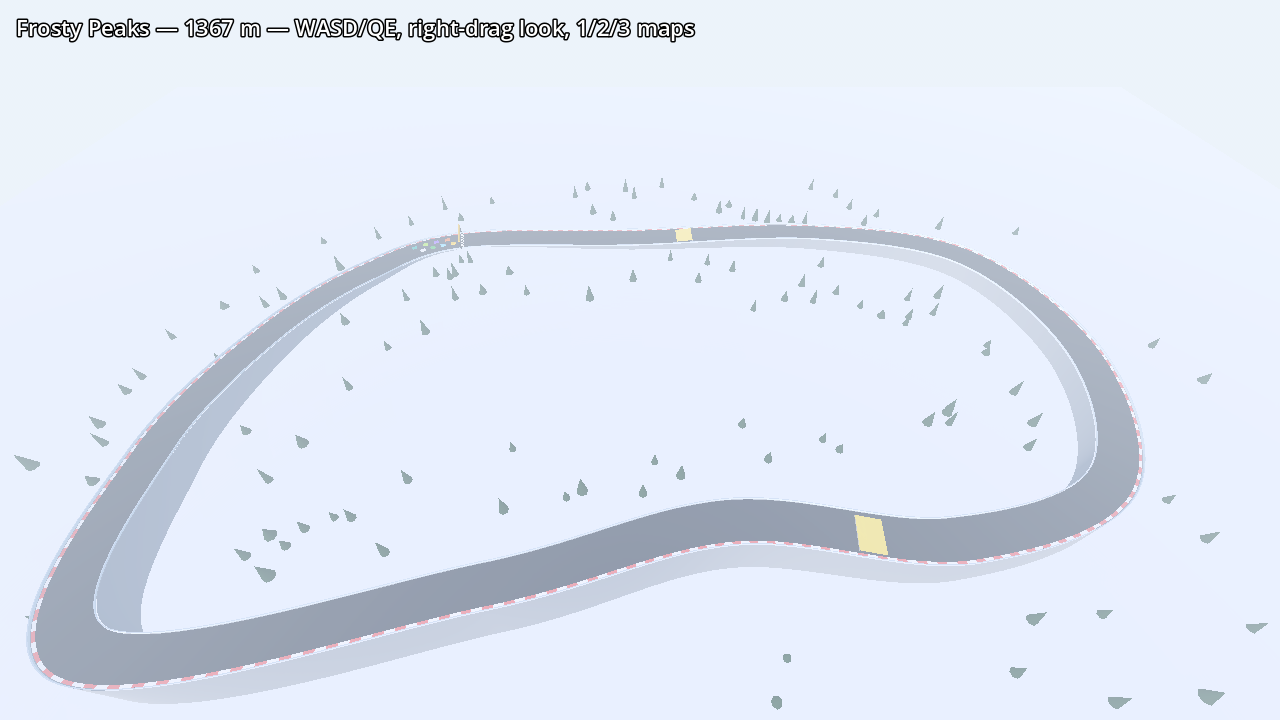 Frosty Peaks — 1367 m — WASD/QE, right-drag look, 1/2/3 maps